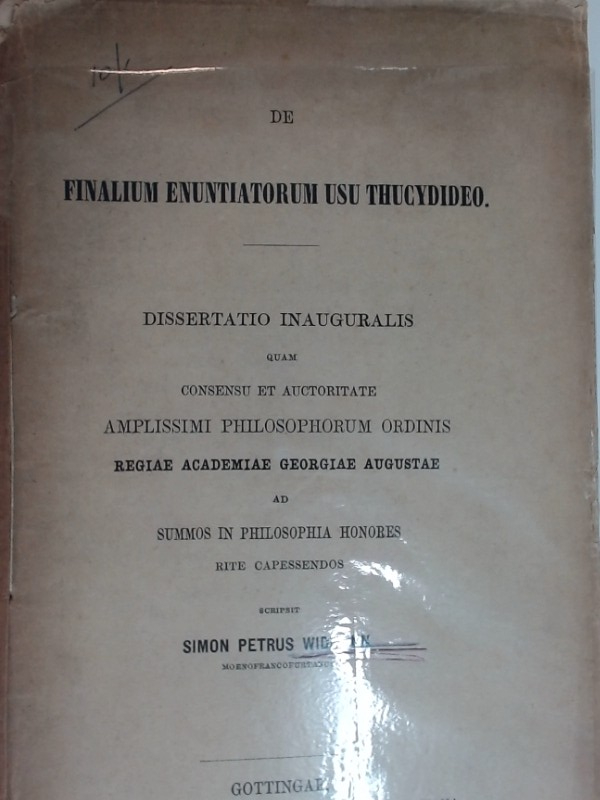 DE
FINALIUM ENUNTIATORUM USU THUCYDIDEO.
DISSERTATIO INAUGURALIS
QUAM
CONSENSU ET AUCTORITATE
AMPLISSIMI PHILOSOPHORUM ORDINIS
REGIAE ACADEMIAE GEORGIAE AUGUSTAE
AD
SUMMOS IN PHILOSOPHIA HONORES
RITE CAPESSENDOS
SCRIPSIT
SIMON PETRUS
GOTTINGAE,